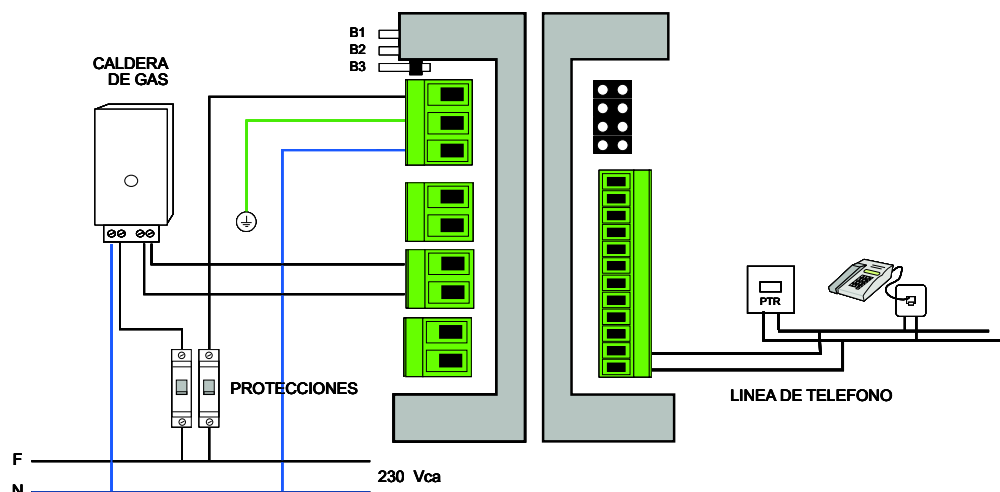 B1
B2
B3
CALDERA
DE GAS
PTR
PROTECCIONES
LINEA DE TELEFONO
F
230 Vca
N